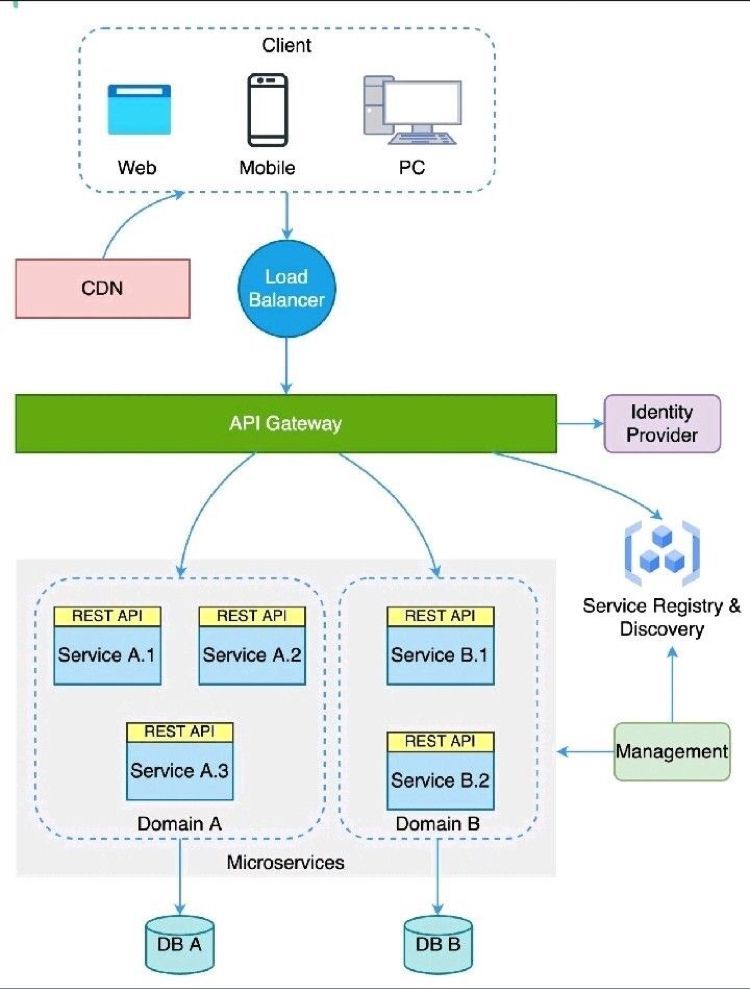 Client
Web
Mobile
PC
CDN
Load
Balancer
API Gateway
Identity
Provider
Service Registry &
Discovery
REST API
Service A.1
REST API
Service A.2
REST API
Service B.1
REST API
Service A.3
REST API
Service B.2
Management
Domain A
Domain B
Microservices
DB A
DB B